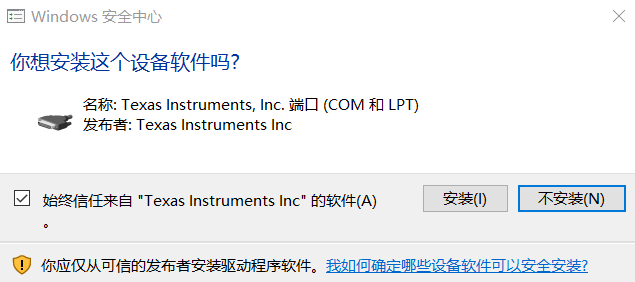 Windows 安全中心
你想安装这个设备软件吗?
名称: Texas Instruments, Inc. 端口 (COM 和 LPT)
发布者: Texas Instruments Inc
始终信任来自 "Texas Instruments Inc" 的软件(A)
。
安装(I)
不安装(N)
你应仅从可信的发布者安装驱动程序软件。我如何确定哪些设备软件可以安全安装?